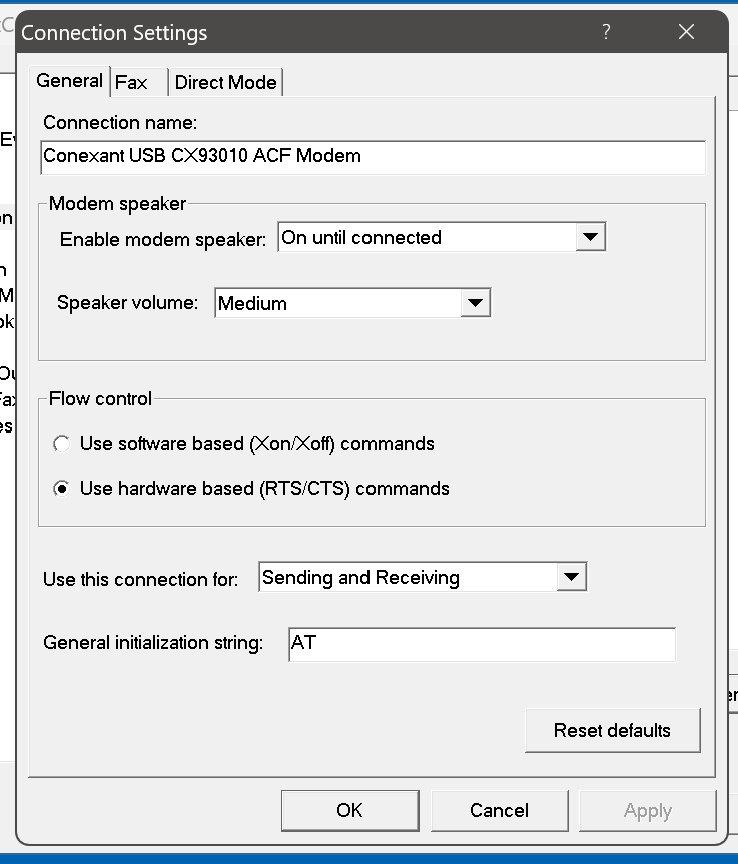 Connection Settings
?
General
Fax
Direct Mode
Connection name:
Conexant USB CX93010 ACF Modem
Modem speaker
Enable modem speaker: On until connected
Speaker volume: Medium
Flow control
Use software based (Xon/Xoff) commands
Use hardware based (RTS/CTS) commands
Use this connection for: Sending and Receiving
General initialization string: AT
Reset defaults
OK
Cancel
Apply